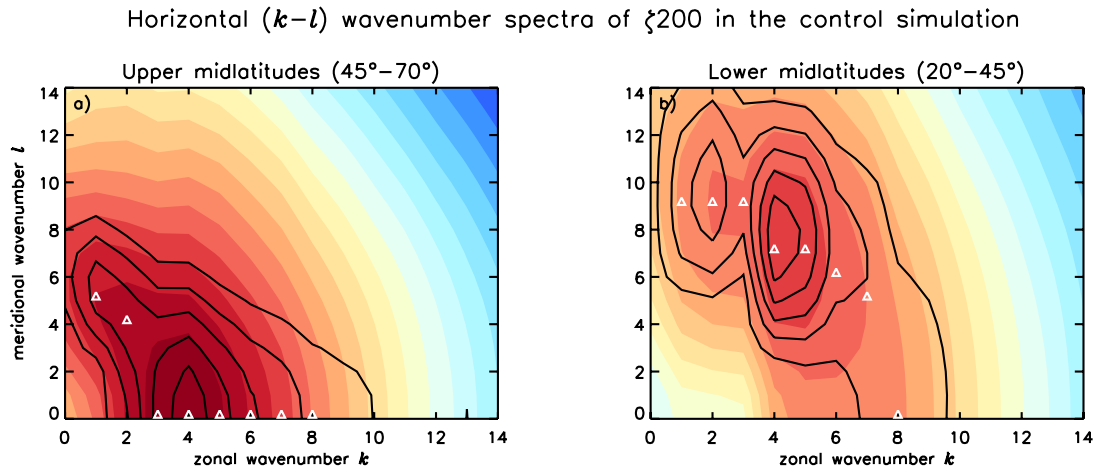 Horizontal (k−l) wavenumber spectra of ζ200 in the control simulation
Upper midlatitudes (45°−70°)
a)
14
12
10
8
6
4
2
0
meridional wavenumber l
0 2 4 6 8 10 12 14
zonal wavenumber k
Lower midlatitudes (20°−45°)
b)
14
12
10
8
6
4
2
0
0 2 4 6 8 10 12 14
zonal wavenumber k